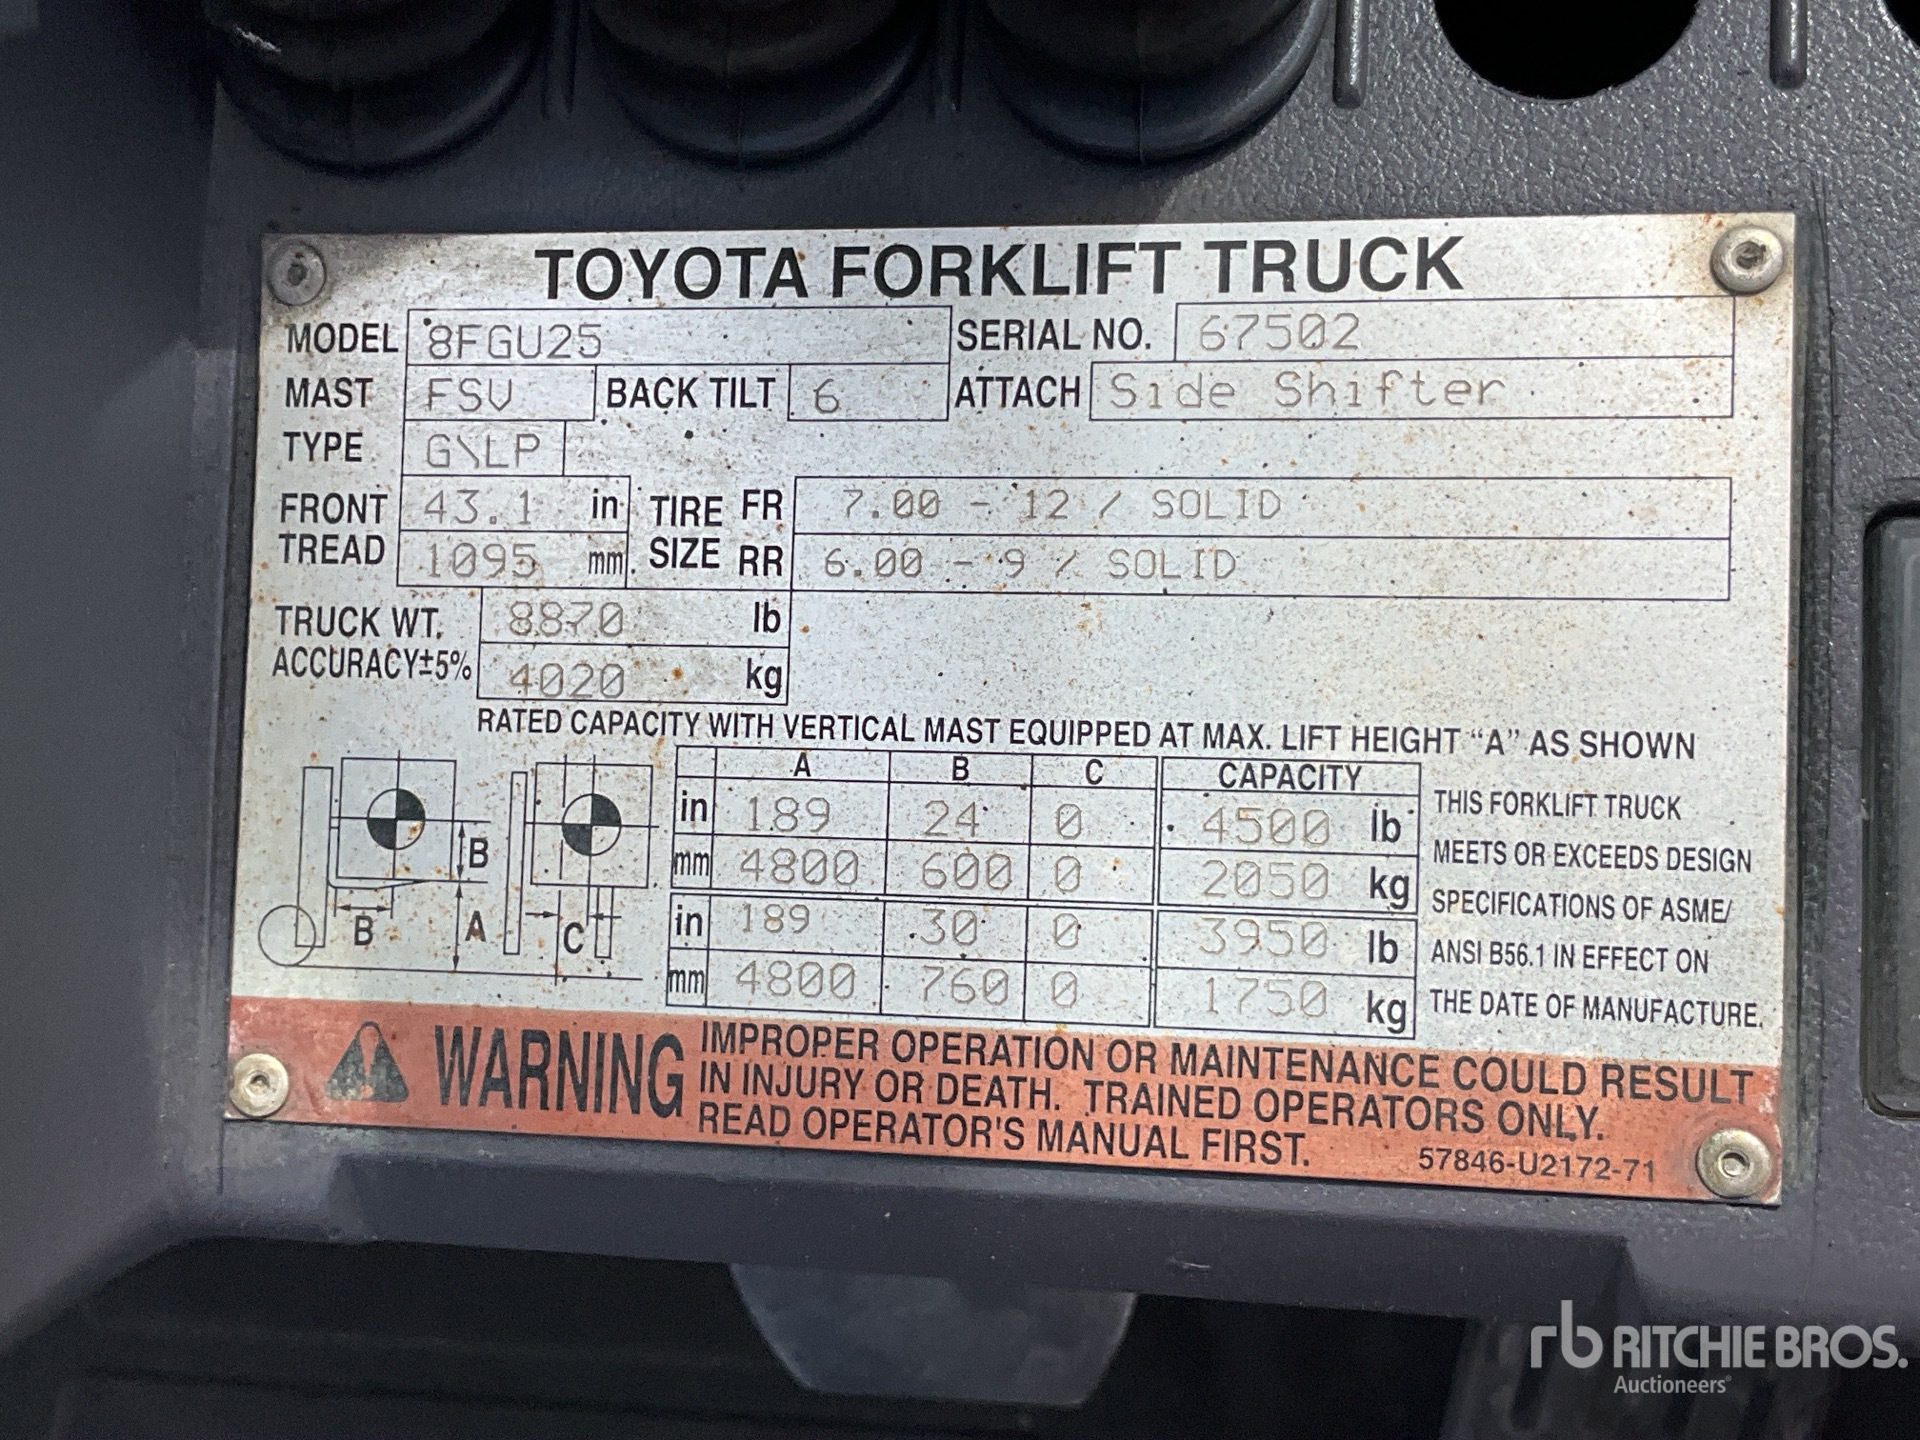 TOYOTA FORKLIFT TRUCK
MODEL 8FGU25 SERIAL NO. 67502
MAST FSV BACK TILT 6 ATTACH Side Shifter
TYPE G\LP
FRONT TREAD 43.1 in TIRE SIZE FR 7.00 - 12 / SOLID
1095 mm RR 6.00 - 9 / SOLID
TRUCK WT. 8870 lb
ACCURACY±5% 4020 kg
RATED CAPACITY WITH VERTICAL MAST EQUIPPED AT MAX. LIFT HEIGHT "A" AS SHOWN
A B C CAPACITY
in 189 24 0 4500 lb
mm 4800 600 0 2050 kg
in 189 30 0 3950 lb
mm 4800 760 0 1750 kg
B
B A C
THIS FORKLIFT TRUCK
MEETS OR EXCEEDS DESIGN
SPECIFICATIONS OF ASME/
ANSI B56.1 IN EFFECT ON
THE DATE OF MANUFACTURE.
WARNING
IMPROPER OPERATION OR MAINTENANCE COULD RESULT
IN INJURY OR DEATH. TRAINED OPERATORS ONLY.
READ OPERATOR'S MANUAL FIRST.
57846-U2172-71
rb RITCHIE BROS.
Auctioneers